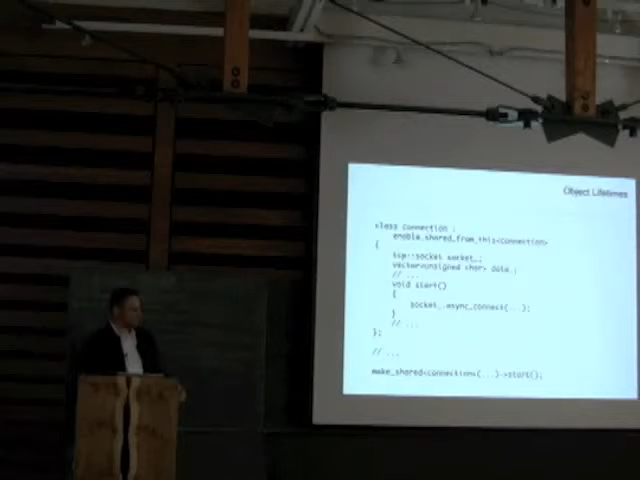 Object Lifetimes
class connection :
enable_shared_from_this<connection>
{
tcp::socket socket_;
vector<unsigned char> data_;
// ...
void start()
{
socket_.async_connect(...);
}
// ...
};
// ...
make_shared<connection>(...)->start();